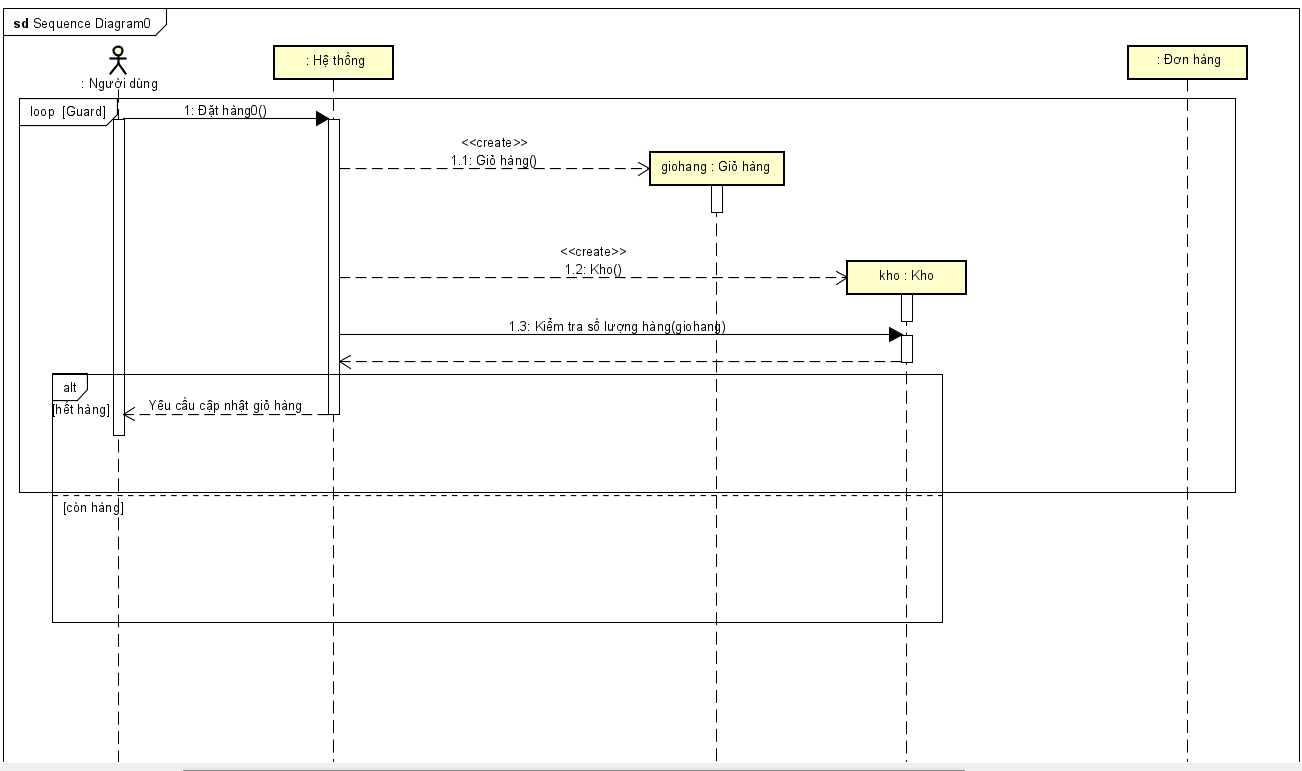 sd Sequence Diagram0
: Người dùng
: Hệ thống
: Đơn hàng
loop [Guard]
1: Đặt hàng0()
<<create>>
1.1: Giỏ hàng()
giohang : Giỏ hàng
<<create>>
1.2: Kho()
kho : Kho
1.3: Kiểm tra số lượng hàng(giohang)
alt
[hết hàng]
Yêu cầu cập nhật giỏ hàng
[còn hàng]